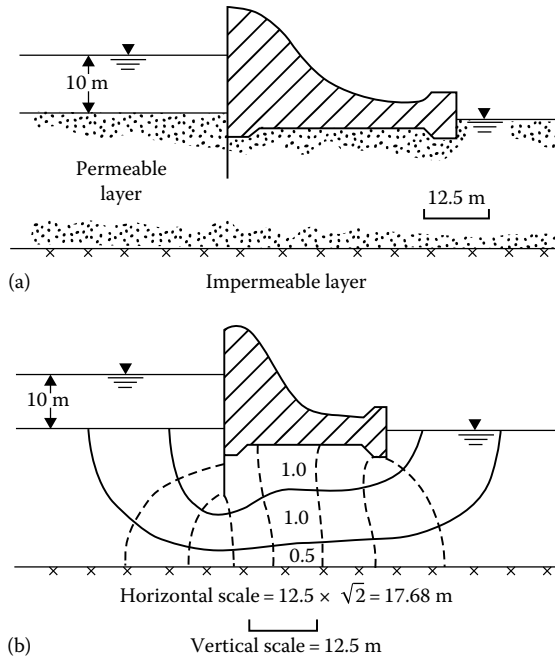 10 m
Permeable
layer
12.5 m
(a)
Impermeable layer
10 m
1.0
1.0
0.5
Horizontal scale = 12.5 × √2 = 17.68 m
(b)
Vertical scale = 12.5 m